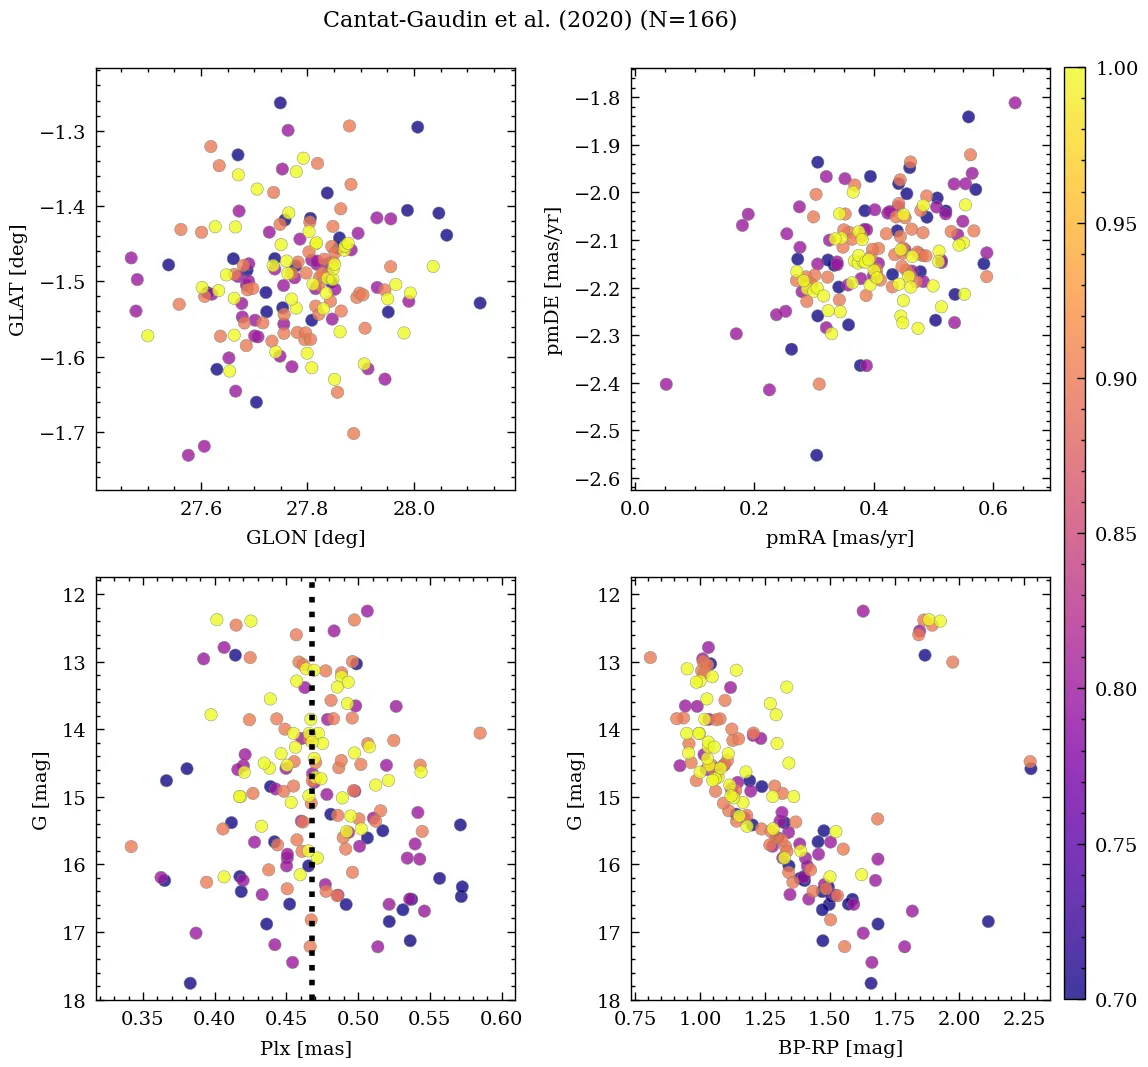 Cantat-Gaudin et al. (2020) (N=166)
−1.3
−1.4
−1.5
−1.6
−1.7
GLAT [deg]
27.6 27.8 28.0
GLON [deg]
−1.8
−1.9
−2.0
−2.1
−2.2
−2.3
−2.4
−2.5
−2.6
pmDE [mas/yr]
0.0 0.2 0.4 0.6
pmRA [mas/yr]
12
13
14
15
16
17
18
G [mag]
0.35 0.40 0.45 0.50 0.55 0.60
Plx [mas]
12
13
14
15
16
17
18
G [mag]
0.75 1.00 1.25 1.50 1.75 2.00 2.25
BP-RP [mag]
1.00
0.95
0.90
0.85
0.80
0.75
0.70